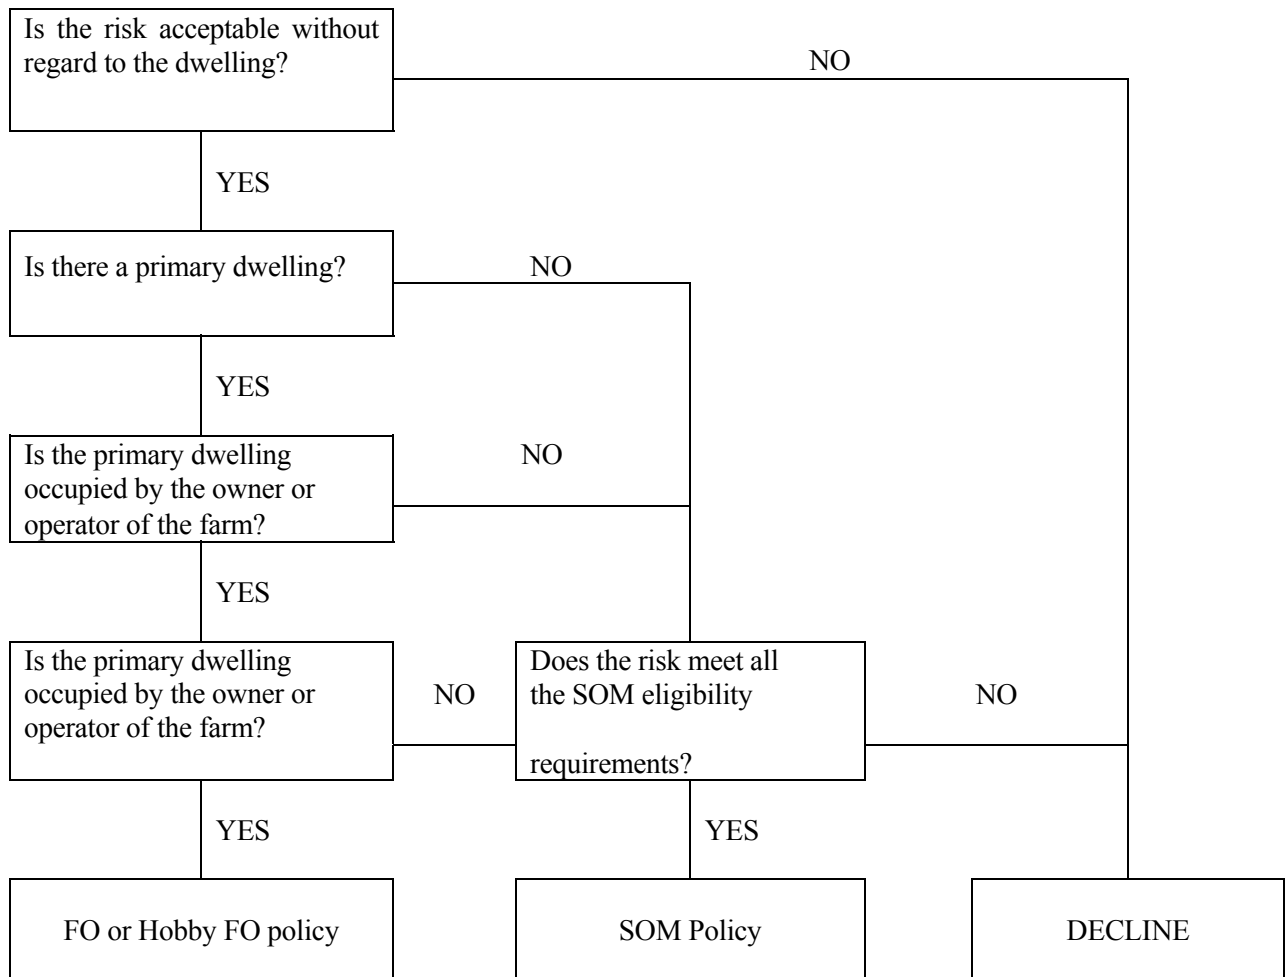 Is the risk acceptable without
regard to the dwelling?
NO
YES
Is there a primary dwelling?
NO
YES
Is the primary dwelling
occupied by the owner or
operator of the farm?
NO
YES
Is the primary dwelling
occupied by the owner or
operator of the farm?
NO
Does the risk meet all
the SOM eligibility
requirements?
NO
YES
YES
FO or Hobby FO policy
SOM Policy
DECLINE